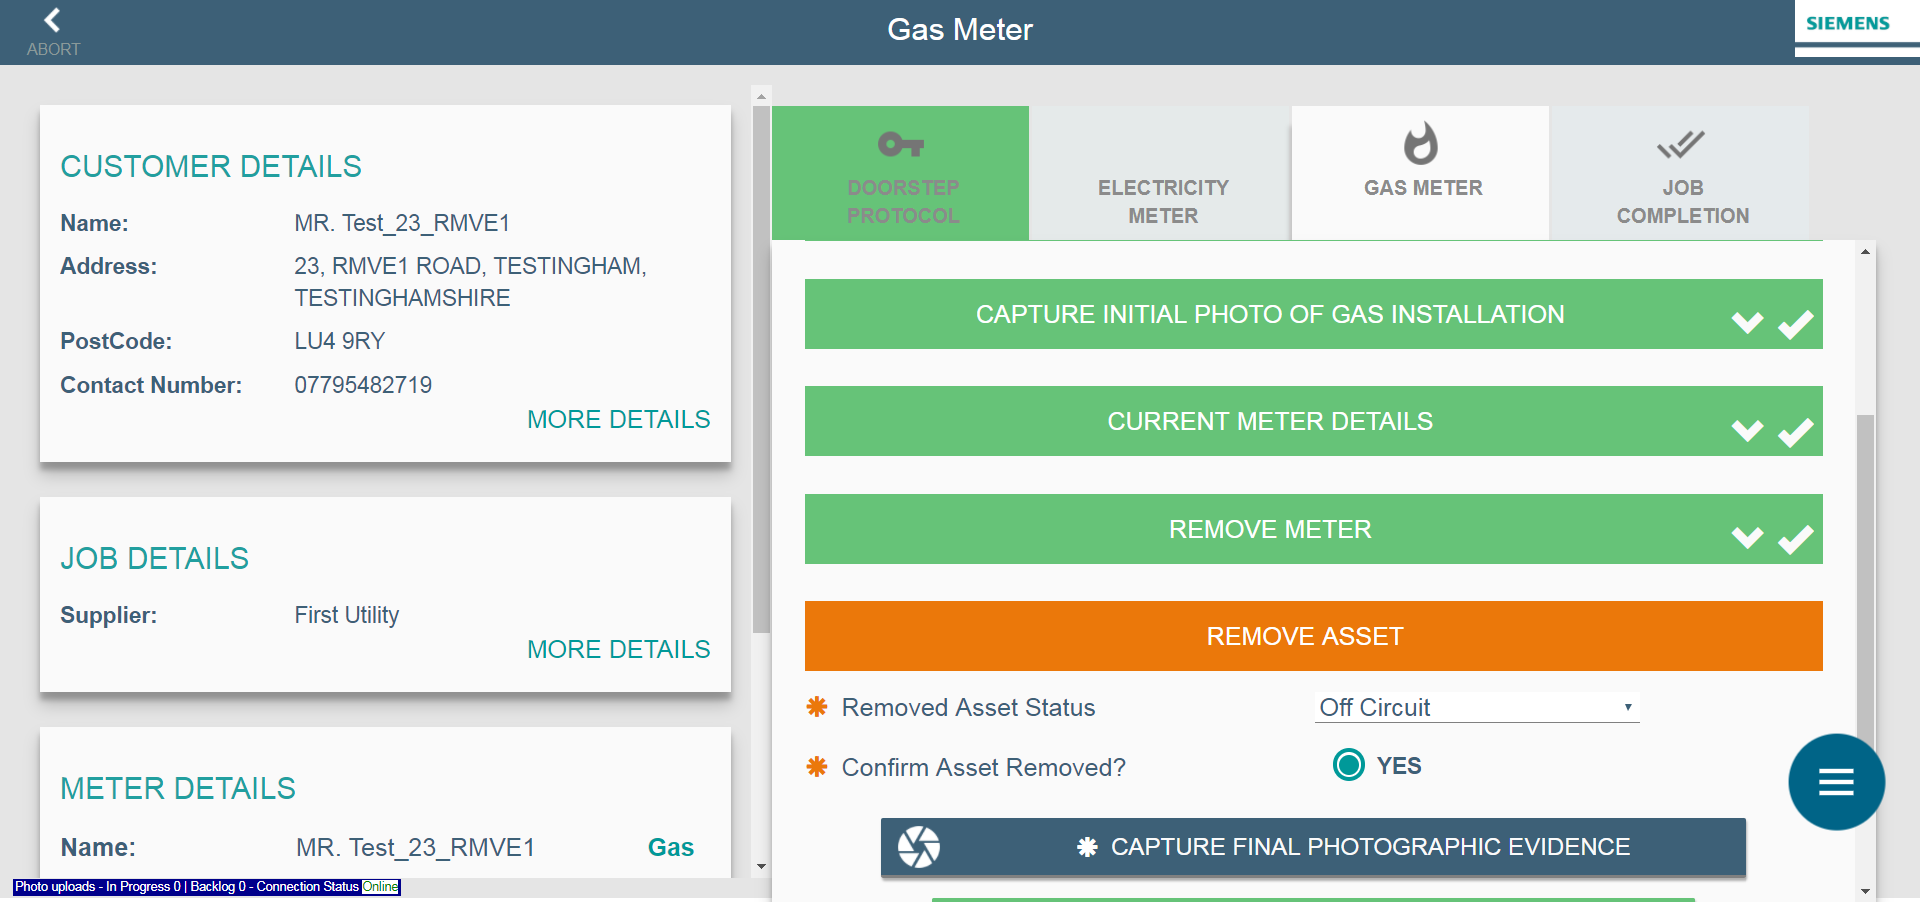 ABORT
Gas Meter
SIEMENS
CUSTOMER DETAILS
Name: MR. Test_23_RMVE1
Address: 23, RMVE1 ROAD, TESTINGHAM,
TESTINGHAMSHIRE
PostCode: LU4 9RY
Contact Number: 07795482719
MORE DETAILS
JOB DETAILS
Supplier: First Utility
MORE DETAILS
METER DETAILS
Name: MR. Test_23_RMVE1 Gas
Photo uploads - In Progress 0 | Backlog 0 - Connection Status Online
DOORSTEP
PROTOCOL
ELECTRICITY
METER
GAS METER
JOB
COMPLETION
CAPTURE INITIAL PHOTO OF GAS INSTALLATION
CURRENT METER DETAILS
REMOVE METER
REMOVE ASSET
✱ Removed Asset Status Off Circuit
✱ Confirm Asset Removed? YES
✱ CAPTURE FINAL PHOTOGRAPHIC EVIDENCE